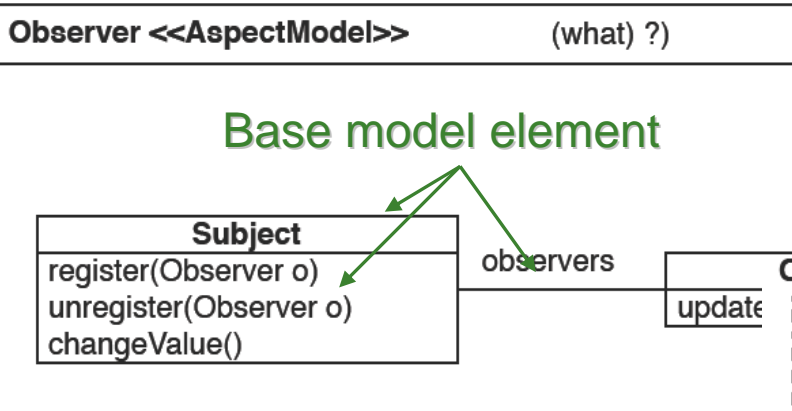 Observer <<AspectModel>> (what) ?)
Base model element
Subject
register(Observer o)
unregister(Observer o)
changeValue()
observers
update